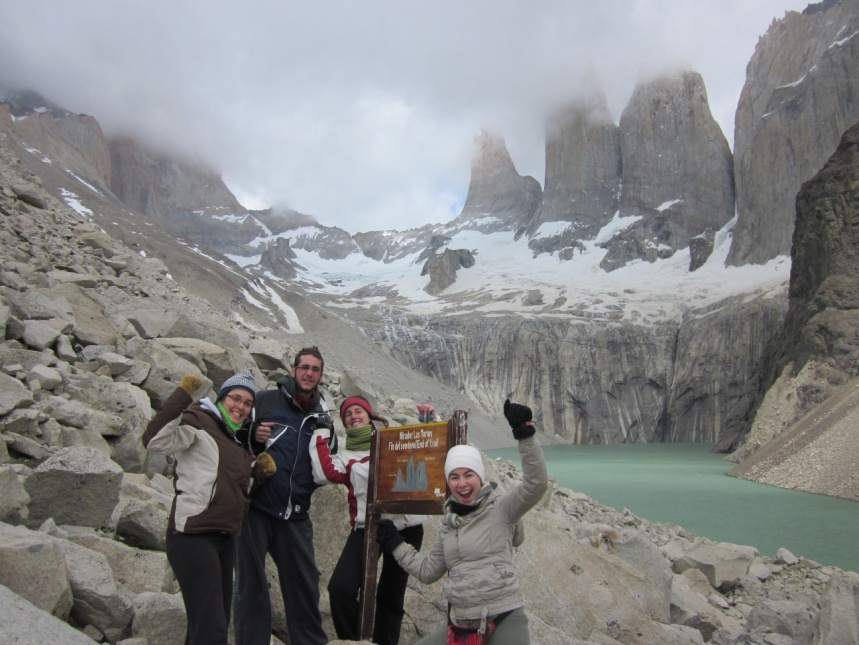 Mirador Las Torres
Fin del sendero/End of trail